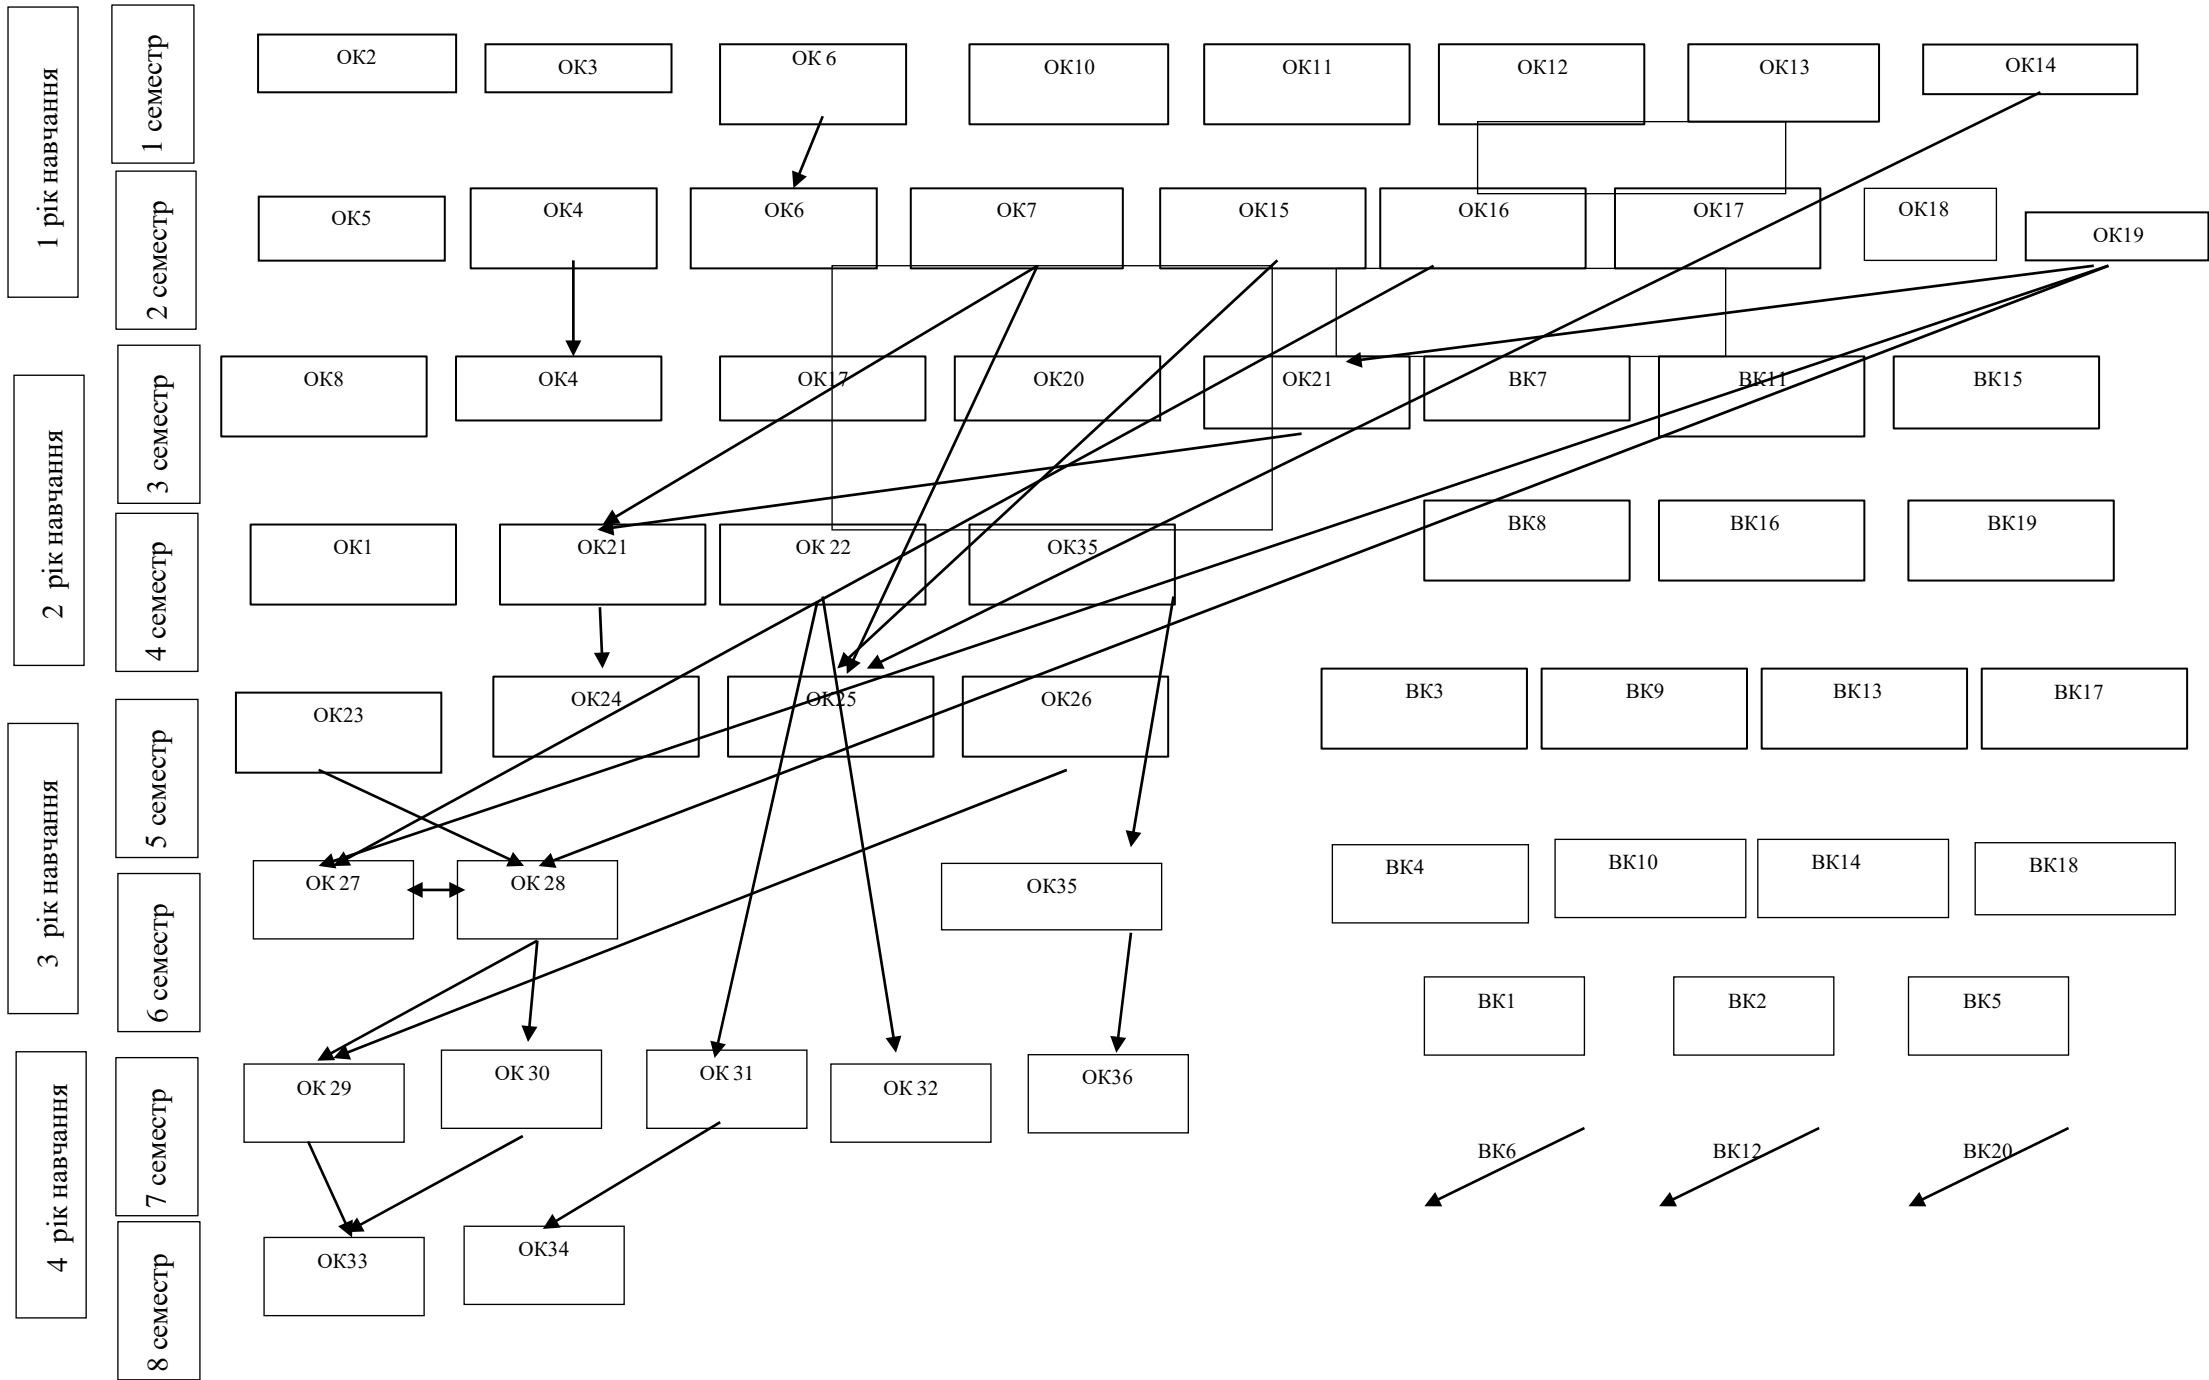 1 рік навчання
1 семестр
ОК2
ОК3
ОК 6
ОК10
ОК11
ОК12
ОК13
ОК14
2 семестр
ОК5
ОК4
ОК6
ОК7
ОК15
ОК16
ОК17
ОК18
ОК19
2 рік навчання
3 семестр
ОК8
ОК4
ОК17
ОК20
ОК21
ВК7
ВК11
ВК15
4 семестр
ОК1
ОК21
ОК 22
ОК35
ВК8
ВК16
ВК19
3 рік навчання
5 семестр
ОК23
ОК24
ОК25
ОК26
ВК3
ВК9
ВК13
ВК17
6 семестр
ОК 27
ОК 28
ОК35
ВК4
ВК10
ВК14
ВК18
ВК1
ВК2
ВК5
4 рік навчання
7 семестр
ОК 29
ОК 30
ОК 31
ОК 32
ОК36
ВК6
ВК12
ВК20
8 семестр
ОК33
ОК34